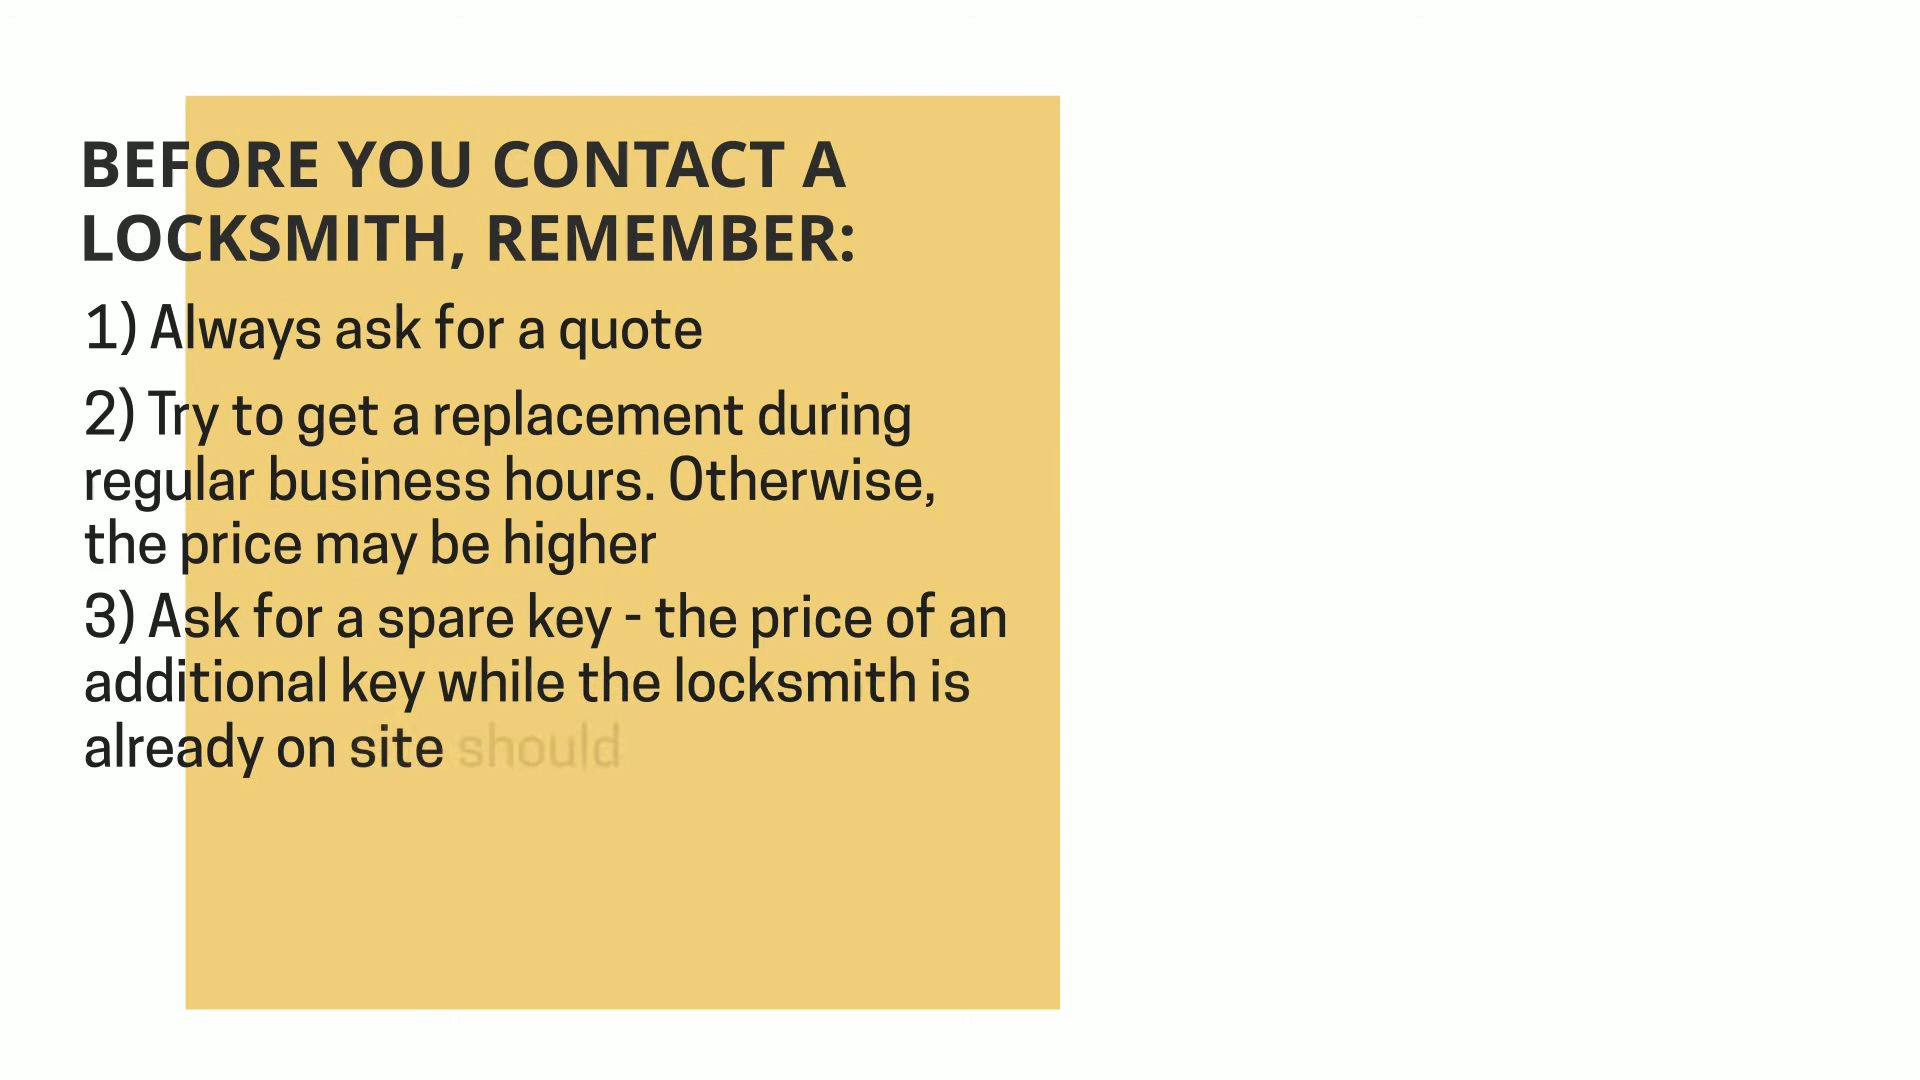 BEFORE YOU CONTACT A
LOCKSMITH, REMEMBER:
1) Always ask for a quote
2) Try to get a replacement during
regular business hours. Otherwise,
the price may be higher
3) Ask for a spare key - the price of an
additional key while the locksmith is
already on site should